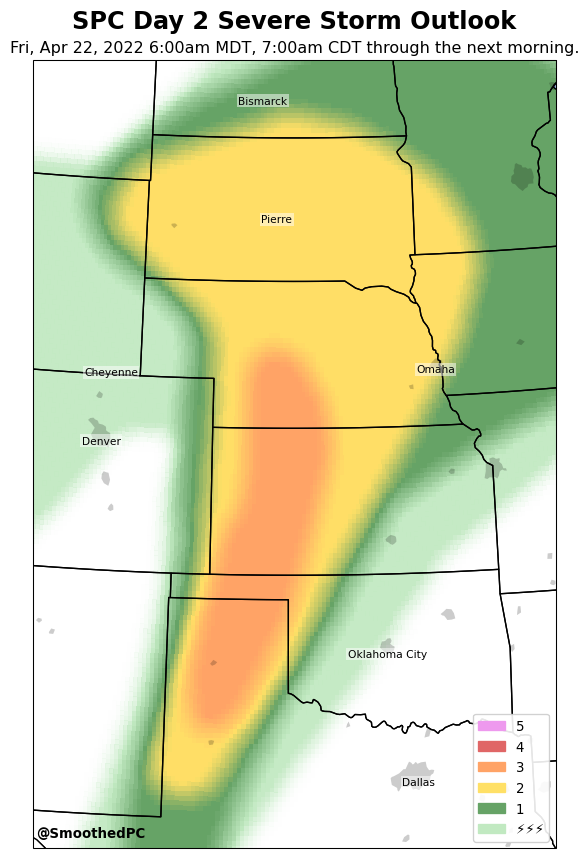 SPC Day 2 Severe Storm Outlook
Fri, Apr 22, 2022 6:00am MDT, 7:00am CDT through the next morning.
Bismarck
Pierre
Omaha
Cheyenne
Denver
Oklahoma City
Dallas
5
4
3
2
1
⚡⚡⚡
@SmoothedPC